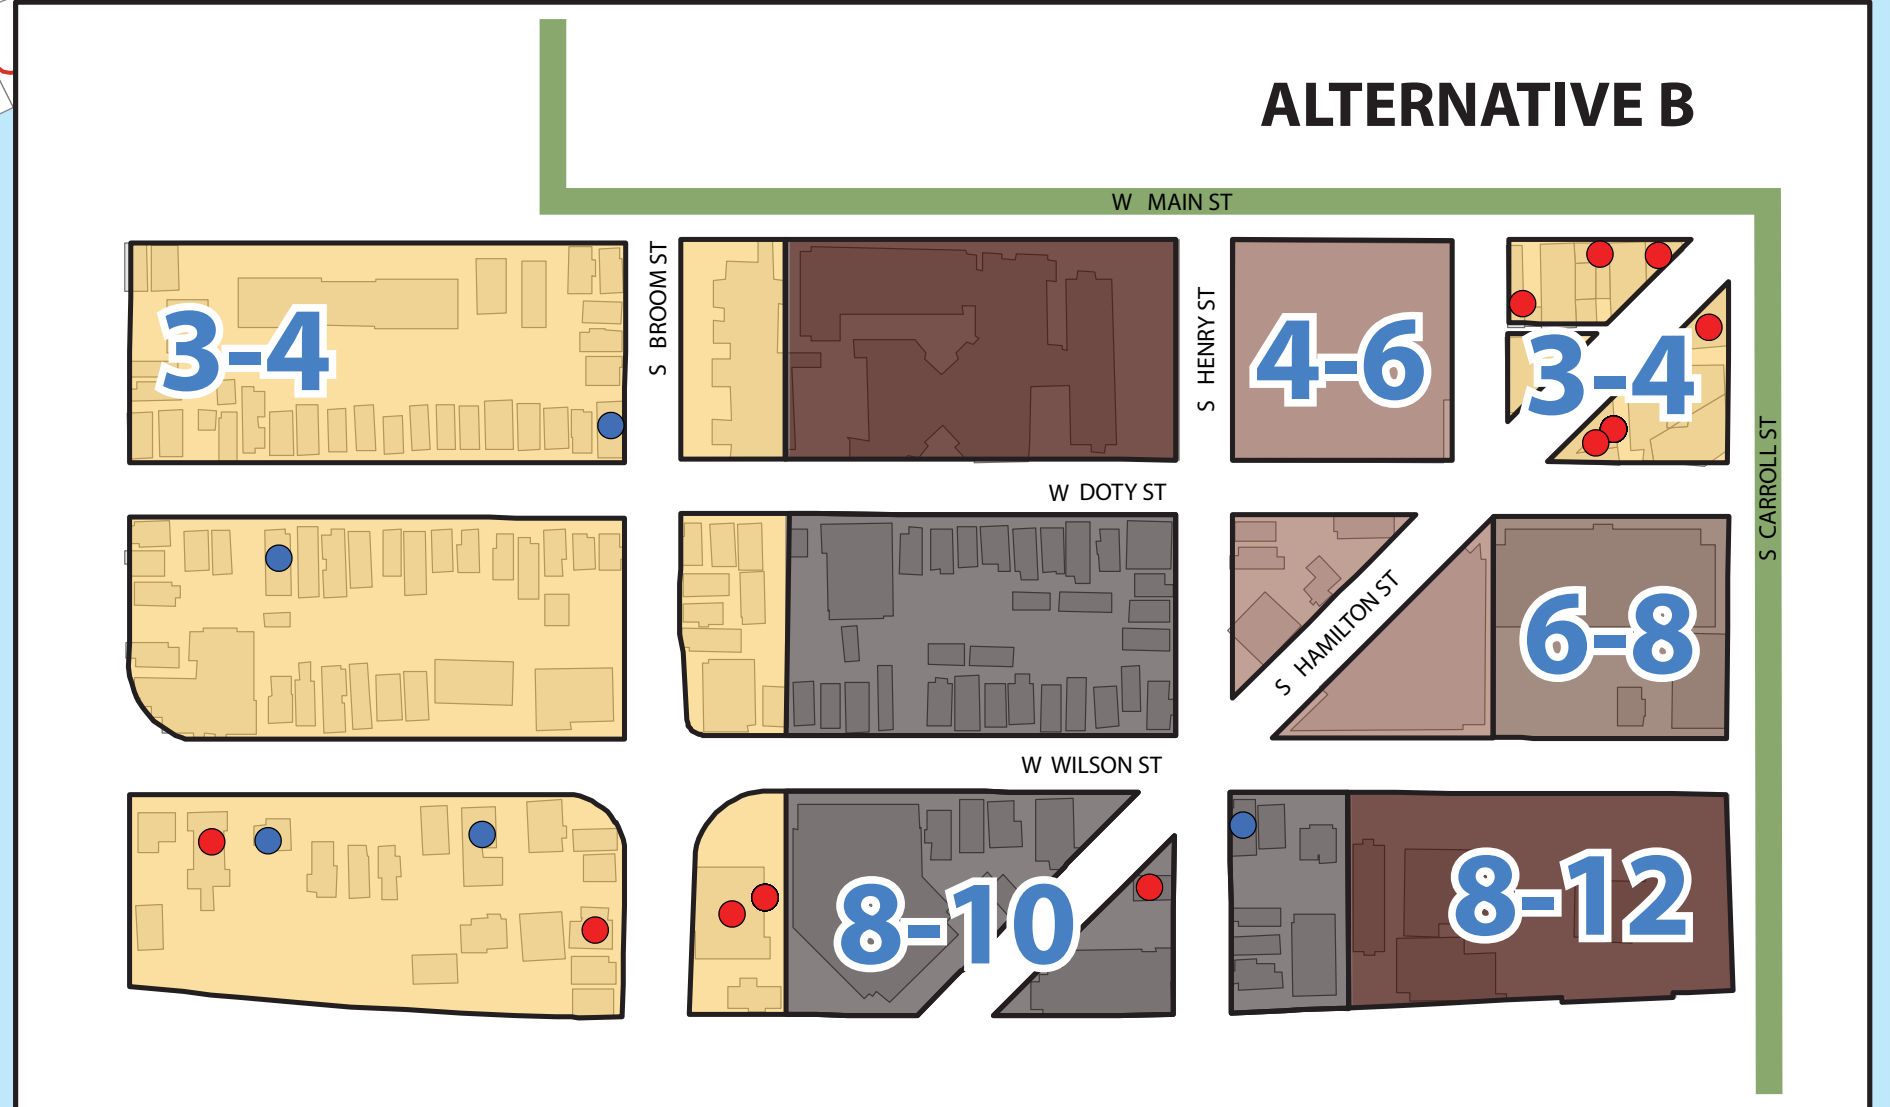 ALTERNATIVE B
W MAIN ST
S BROOM ST
S HENRY ST
3-4
4-6
3-4
S CARROLL ST
W DOTY ST
S HAMILTON ST
6-8
W WILSON ST
8-10
8-12